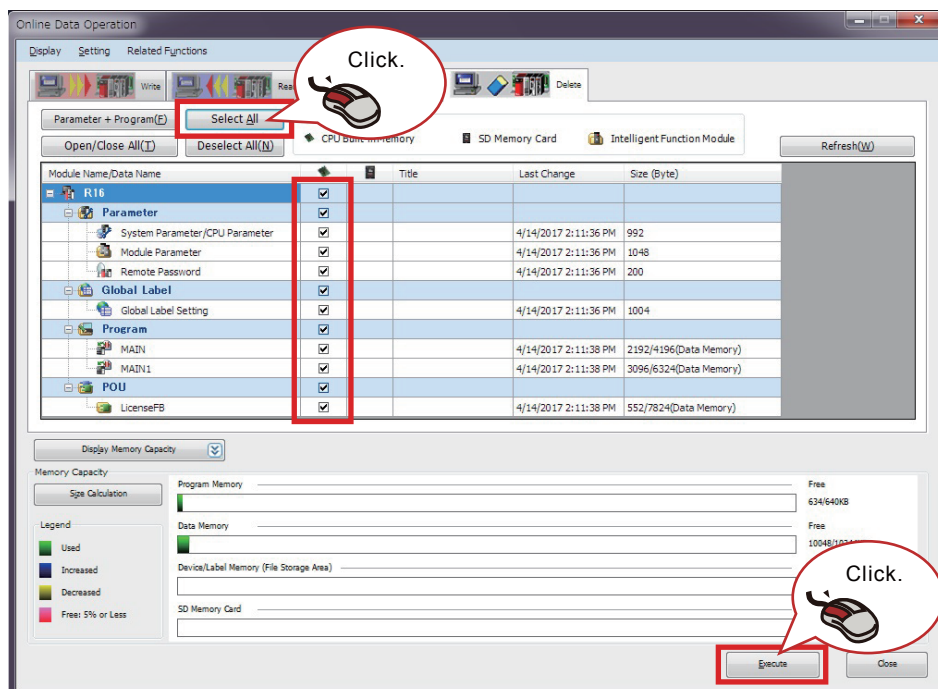 Online Data Operation
Display Setting Related Functions
Click.
Write
Delete
Parameter + Program(F)
Select All
Open/Close All(T)
Deselect All(N)
SD Memory Card
Intelligent Function Module
Refresh(W)
Module Name/Data Name Title Last Change Size (Byte)
R16
Parameter
System Parameter/CPU Parameter 4/14/2017 2:11:36 PM 992
Module Parameter 4/14/2017 2:11:36 PM 1048
Remote Password 4/14/2017 2:11:36 PM 200
Global Label
Global Label Setting 4/14/2017 2:11:36 PM 1004
Program
MAIN 4/14/2017 2:11:38 PM 2192/4196(Data Memory)
MAIN1 4/14/2017 2:11:38 PM 3096/6324(Data Memory)
POU
LicenseFB 4/14/2017 2:11:38 PM 552/7824(Data Memory)
Display Memory Capacity
Memory Capacity
Size Calculation
Program Memory
Free
634/640KB
Legend
Data Memory
Free
Used
Increased
Device/Label Memory (File Storage Area)
Click.
Decreased
Free: 5% or Less
SD Memory Card
Execute
Close